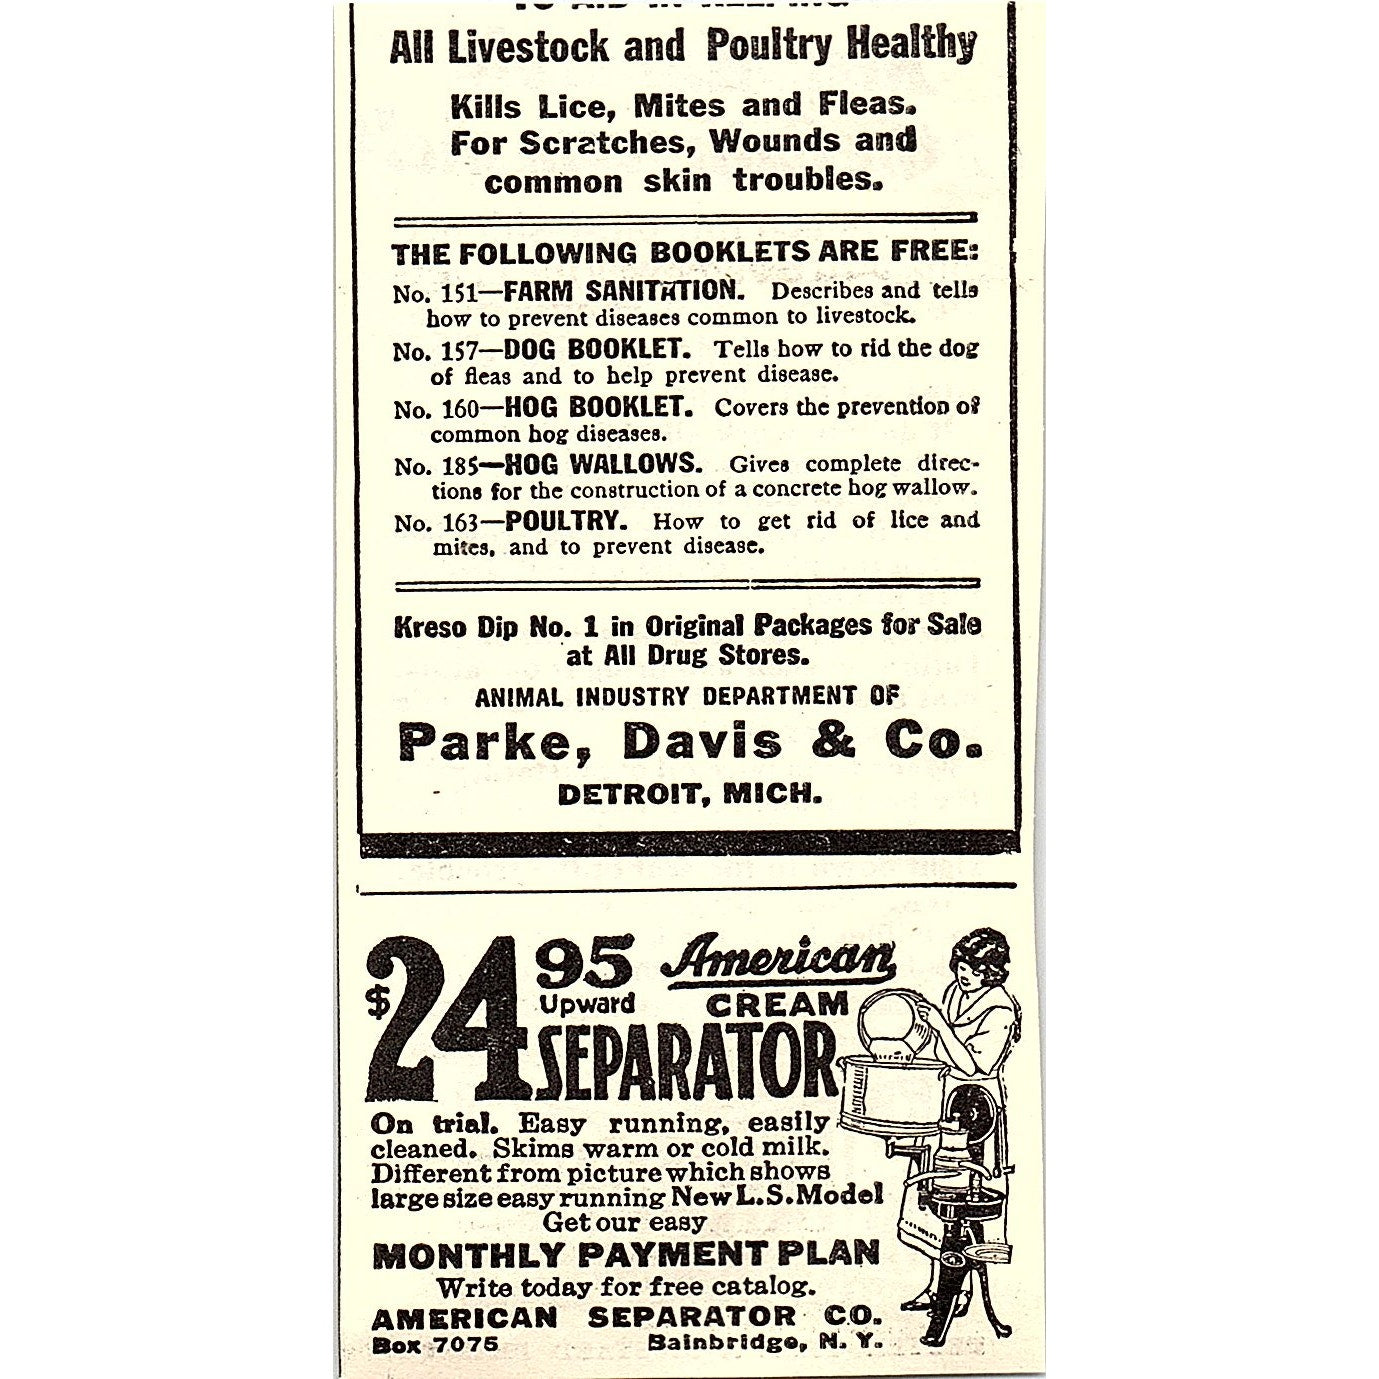 All Livestock and Poultry Healthy
Kills Lice, Mites and Fleas.
For Scratches, Wounds and
common skin troubles.
THE FOLLOWING BOOKLETS ARE FREE:
No. 151—FARM SANITATION. Describes and tells
how to prevent diseases common to livestock.
No. 157—DOG BOOKLET. Tells how to rid the dog
of fleas and to help prevent disease.
No. 160—HOG BOOKLET. Covers the prevention of
common hog diseases.
No. 185—HOG WALLOWS. Gives complete direc-
tions for the construction of a concrete hog wallow.
No. 163—POULTRY. How to get rid of lice and
mites, and to prevent disease.
Kreso Dip No. 1 in Original Packages for Sale
at All Drug Stores.
ANIMAL INDUSTRY DEPARTMENT OF
Parke, Davis & Co.
DETROIT, MICH.
$24 95 Upward
American
CREAM
SEPARATOR
On trial. Easy running, easily
cleaned. Skims warm or cold milk.
Different from picture which shows
large size easy running New L.S. Model
Get our easy
MONTHLY PAYMENT PLAN
Write today for free catalog.
AMERICAN SEPARATOR CO.
Box 7075 Bainbridge, N. Y.